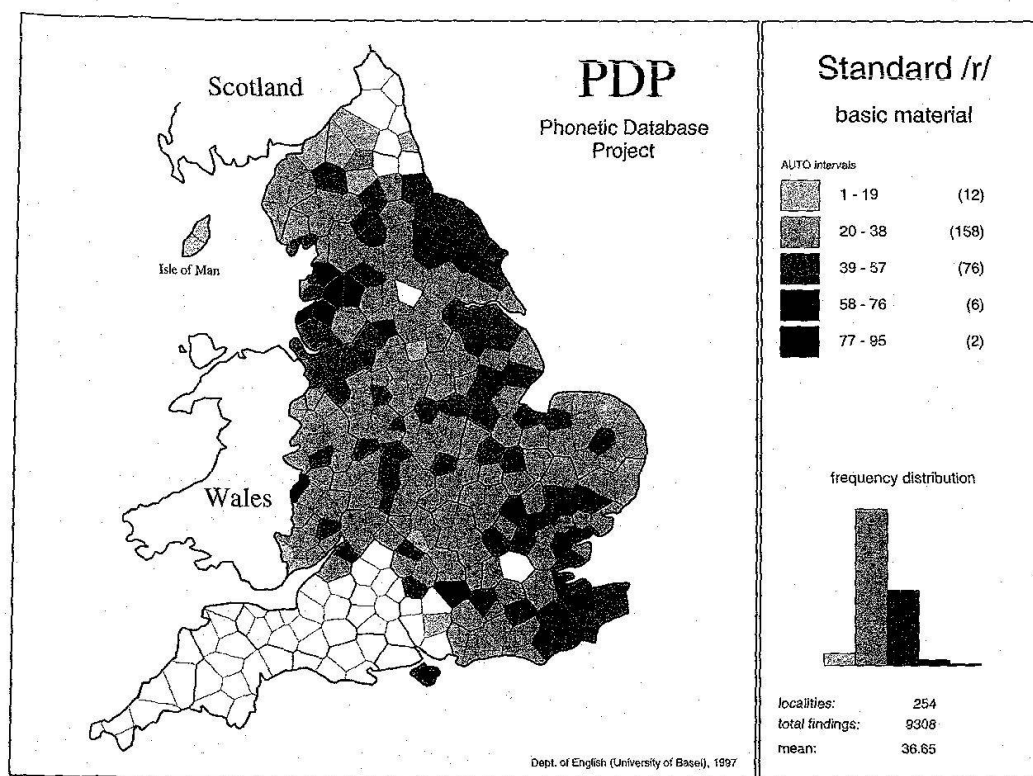 Scotland
PDP
Phonetic Database
Project
Isle of Man
Wales
Dept. of English (University of Basel), 1997
Standard /r/
basic material
AUTO intervals
1 - 19 (12)
20 - 38 (158)
39 - 57 (76)
58 - 76 (6)
77 - 95 (2)
frequency distribution
localities: 254
total findings: 9308
mean: 36.65